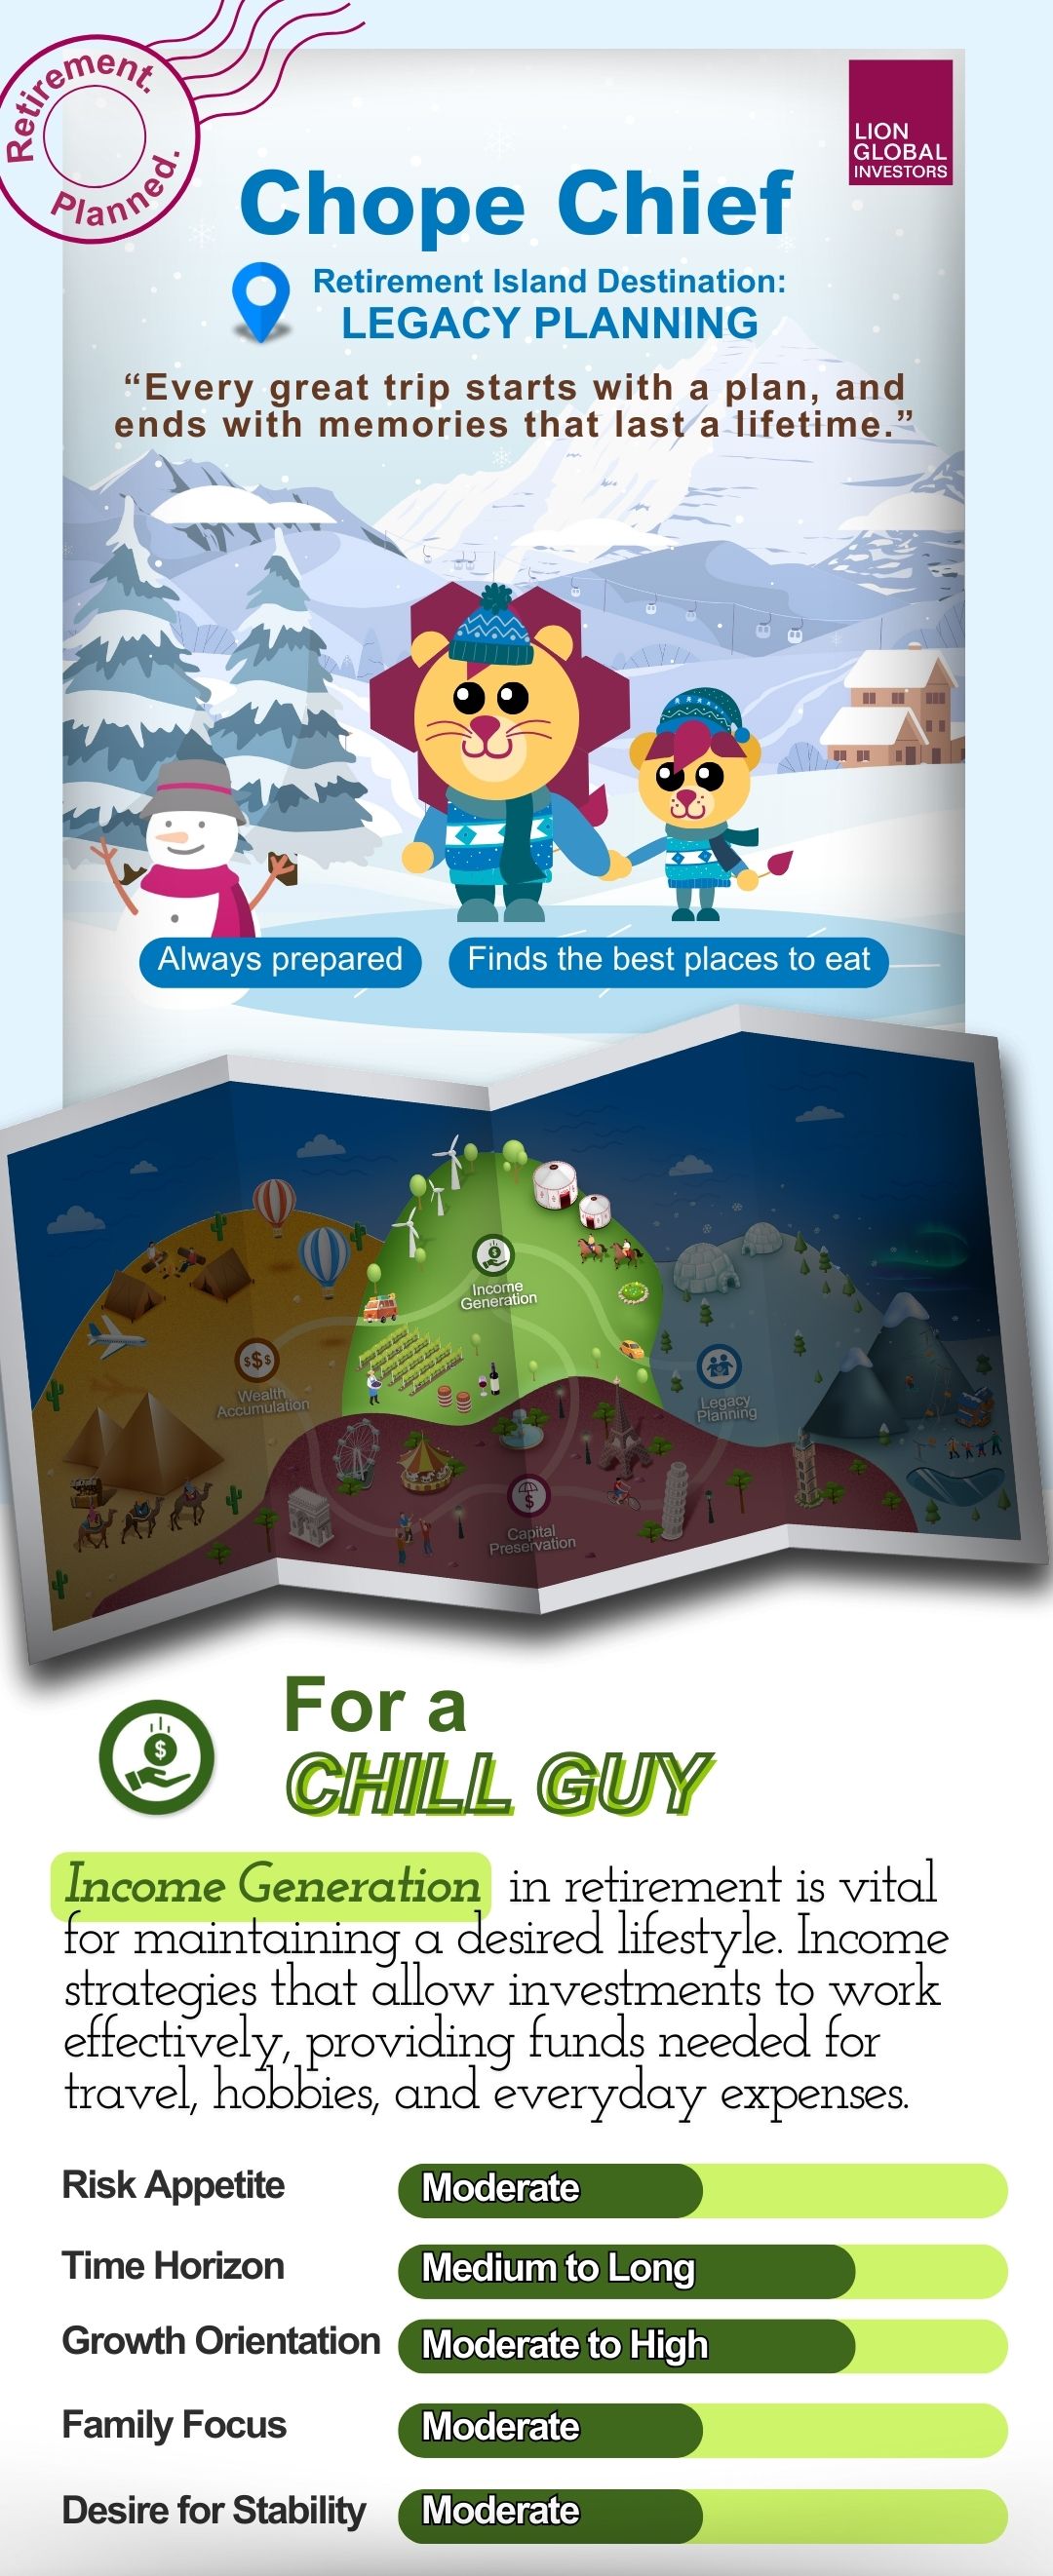 Retirement.
Planned.
LION
GLOBAL
INVESTORS
Chope Chief
Retirement Island Destination:
LEGACY PLANNING
“Every great trip starts with a plan, and
ends with memories that last a lifetime.”
Always prepared
Finds the best places to eat
Income
Generation
$$$
Wealth
Accumulation
Legacy
Planning
$
Capital
Preservation
$
For a
CHILL GUY
Income Generation in retirement is vital
for maintaining a desired lifestyle. Income
strategies that allow investments to work
effectively, providing funds needed for
travel, hobbies, and everyday expenses.
Risk Appetite Moderate
Time Horizon Medium to Long
Growth Orientation Moderate to High
Family Focus Moderate
Desire for Stability Moderate